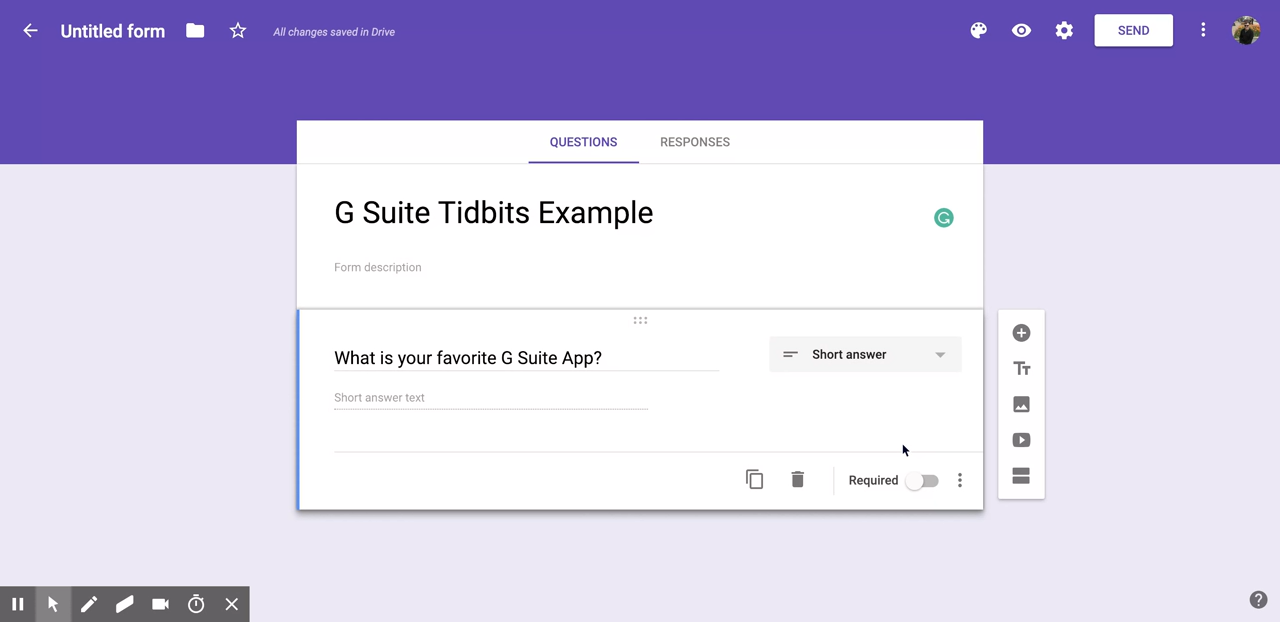 Untitled form
All changes saved in Drive
SEND
QUESTIONS RESPONSES
G Suite Tidbits Example
Form description
What is your favorite G Suite App?
Short answer
Short answer text
Required